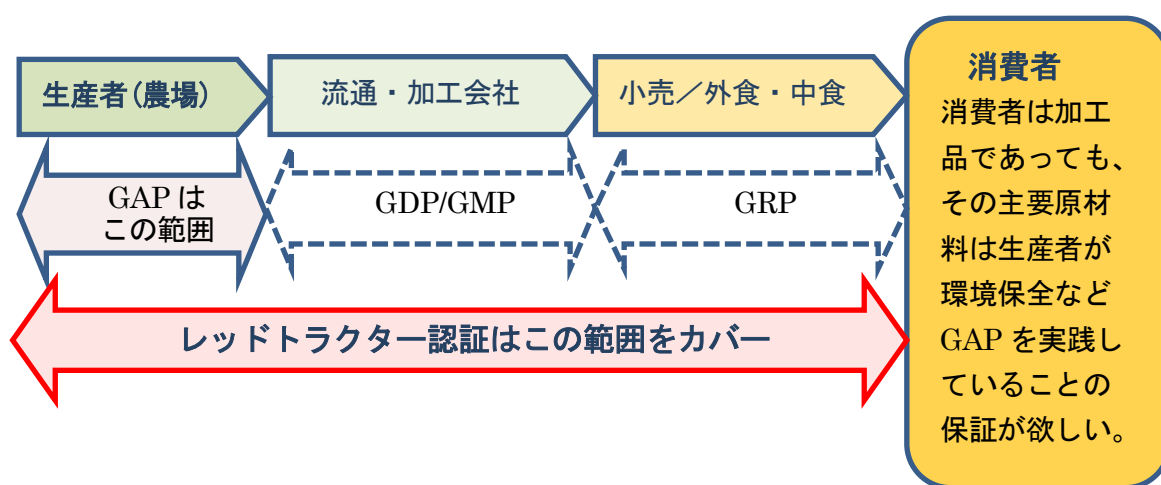 生産者(農場)
流通・加工会社
小売／外食・中食
GAP は
この範囲
GDP/GMP
GRP
レッドトラクター認証はこの範囲をカバー
消費者
消費者は加工
品であっても、
その主要原材
料は生産者が
環境保全など
GAP を実践し
ていることの
保証が欲しい。